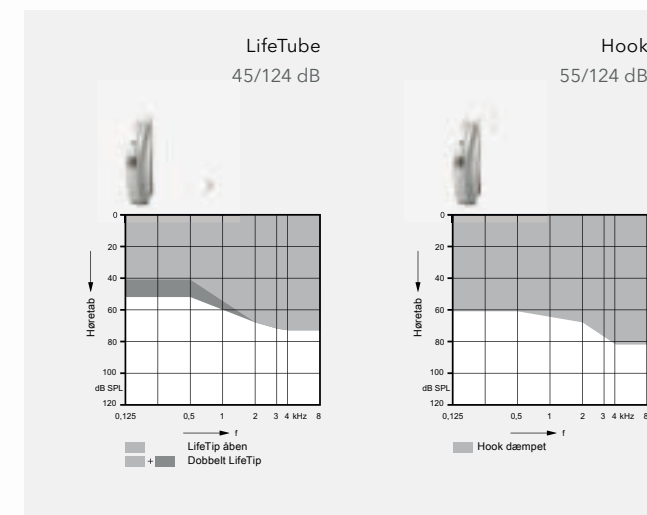 LifeTube
45/124 dB
0
20
40
60
80
100
dB SPL
120
Høretab
0,125 0,5 1 2 3 4 kHz 8
f
LifeTip åben
+ Dobbelt LifeTip
Hook
55/124 dB
0
20
40
60
80
100
dB SPL
120
Høretab
0,125 0,5 1 2 3 4 kHz 8
f
Hook dæmpet